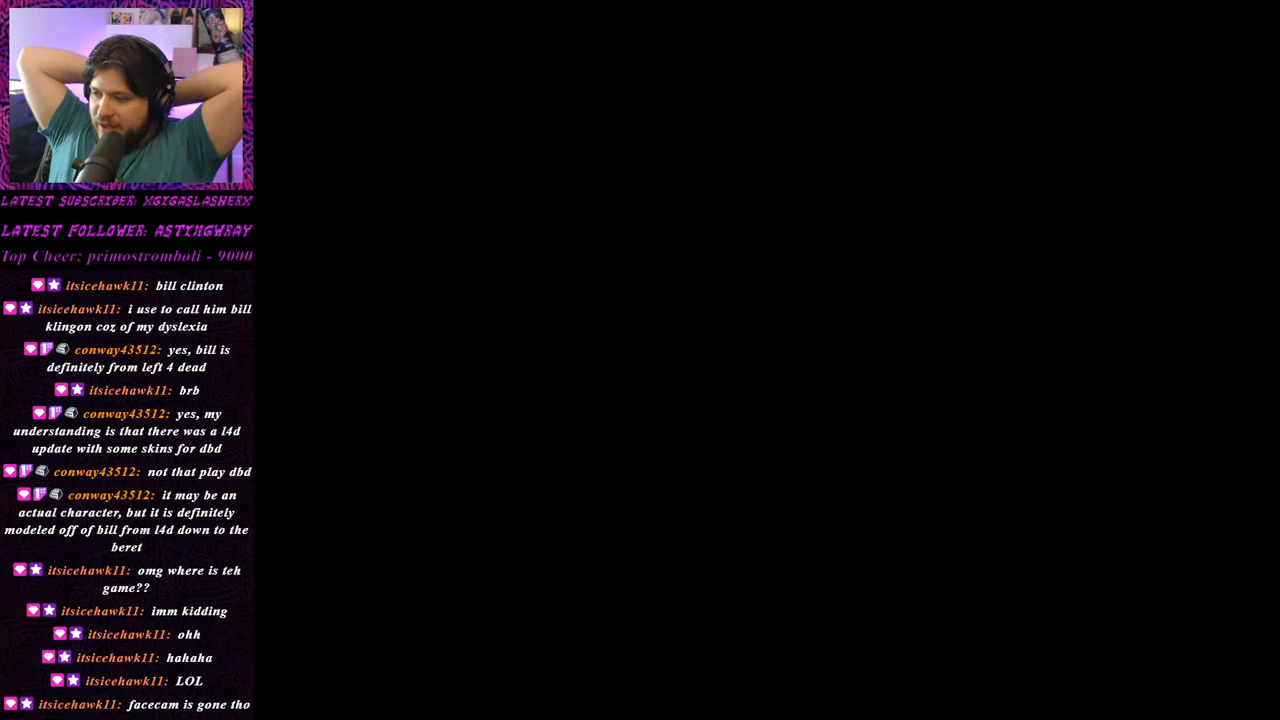 LATEST SUBSCRIBER: XGIGASLASHERX
LATEST FOLLOWER: ASTINGWRAY
Top Cheer: primostromboli - 9000
itsicehawk11: bill clinton
itsicehawk11: i use to call him bill
klingon coz of my dyslexia
conway43512: yes, bill is
definitely from left 4 dead
itsicehawk11: brb
conway43512: yes, my
understanding is that there was a l4d
update with some skins for dbd
conway43512: not that play dbd
conway43512: it may be an
actual character, but it is definitely
modeled off of bill from l4d down to the
beret
itsicehawk11: omg where is teh
game??
itsicehawk11: imm kidding
itsicehawk11: ohh
itsicehawk11: hahaha
itsicehawk11: LOL
itsicehawk11: facecam is gone tho